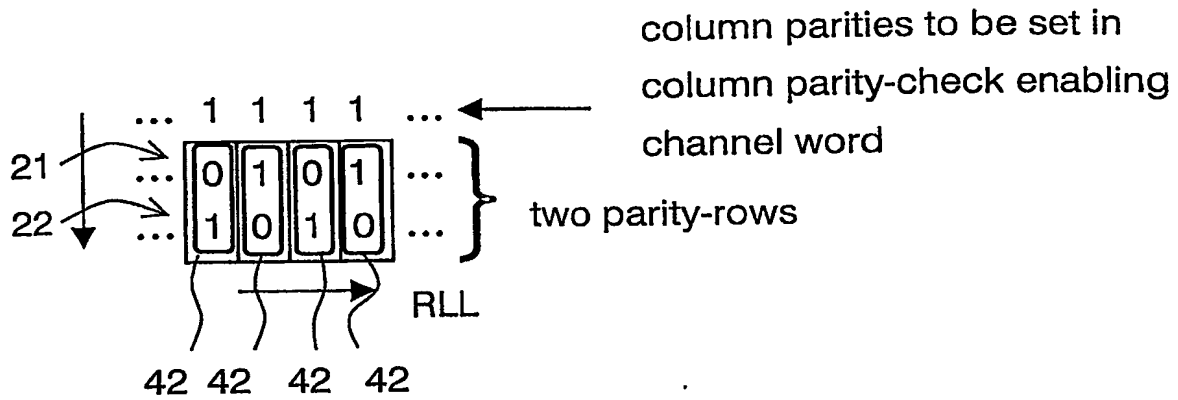 column parities to be set in
column parity-check enabling
channel word
... 1 1 1 1 ...
21 ... 0 1 0 1 ...
22 ... 1 0 1 0 ...
two parity-rows
RLL
42 42 42 42